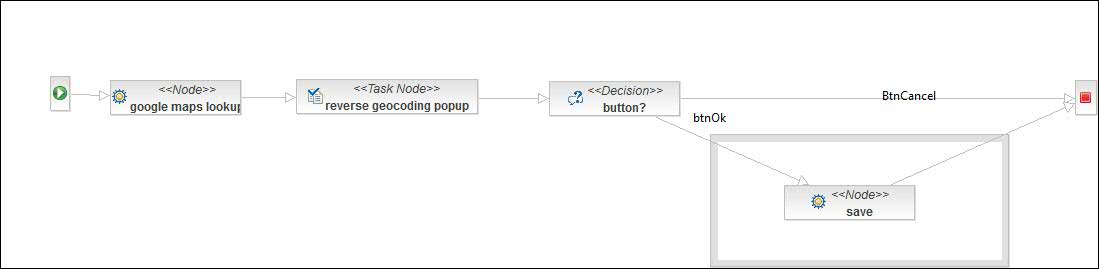 <<Node>>
google maps lookup
<<Task Node>>
reverse geocoding popup
<<Decision>>
button?
BtnCancel
btnOk
<<Node>>
save